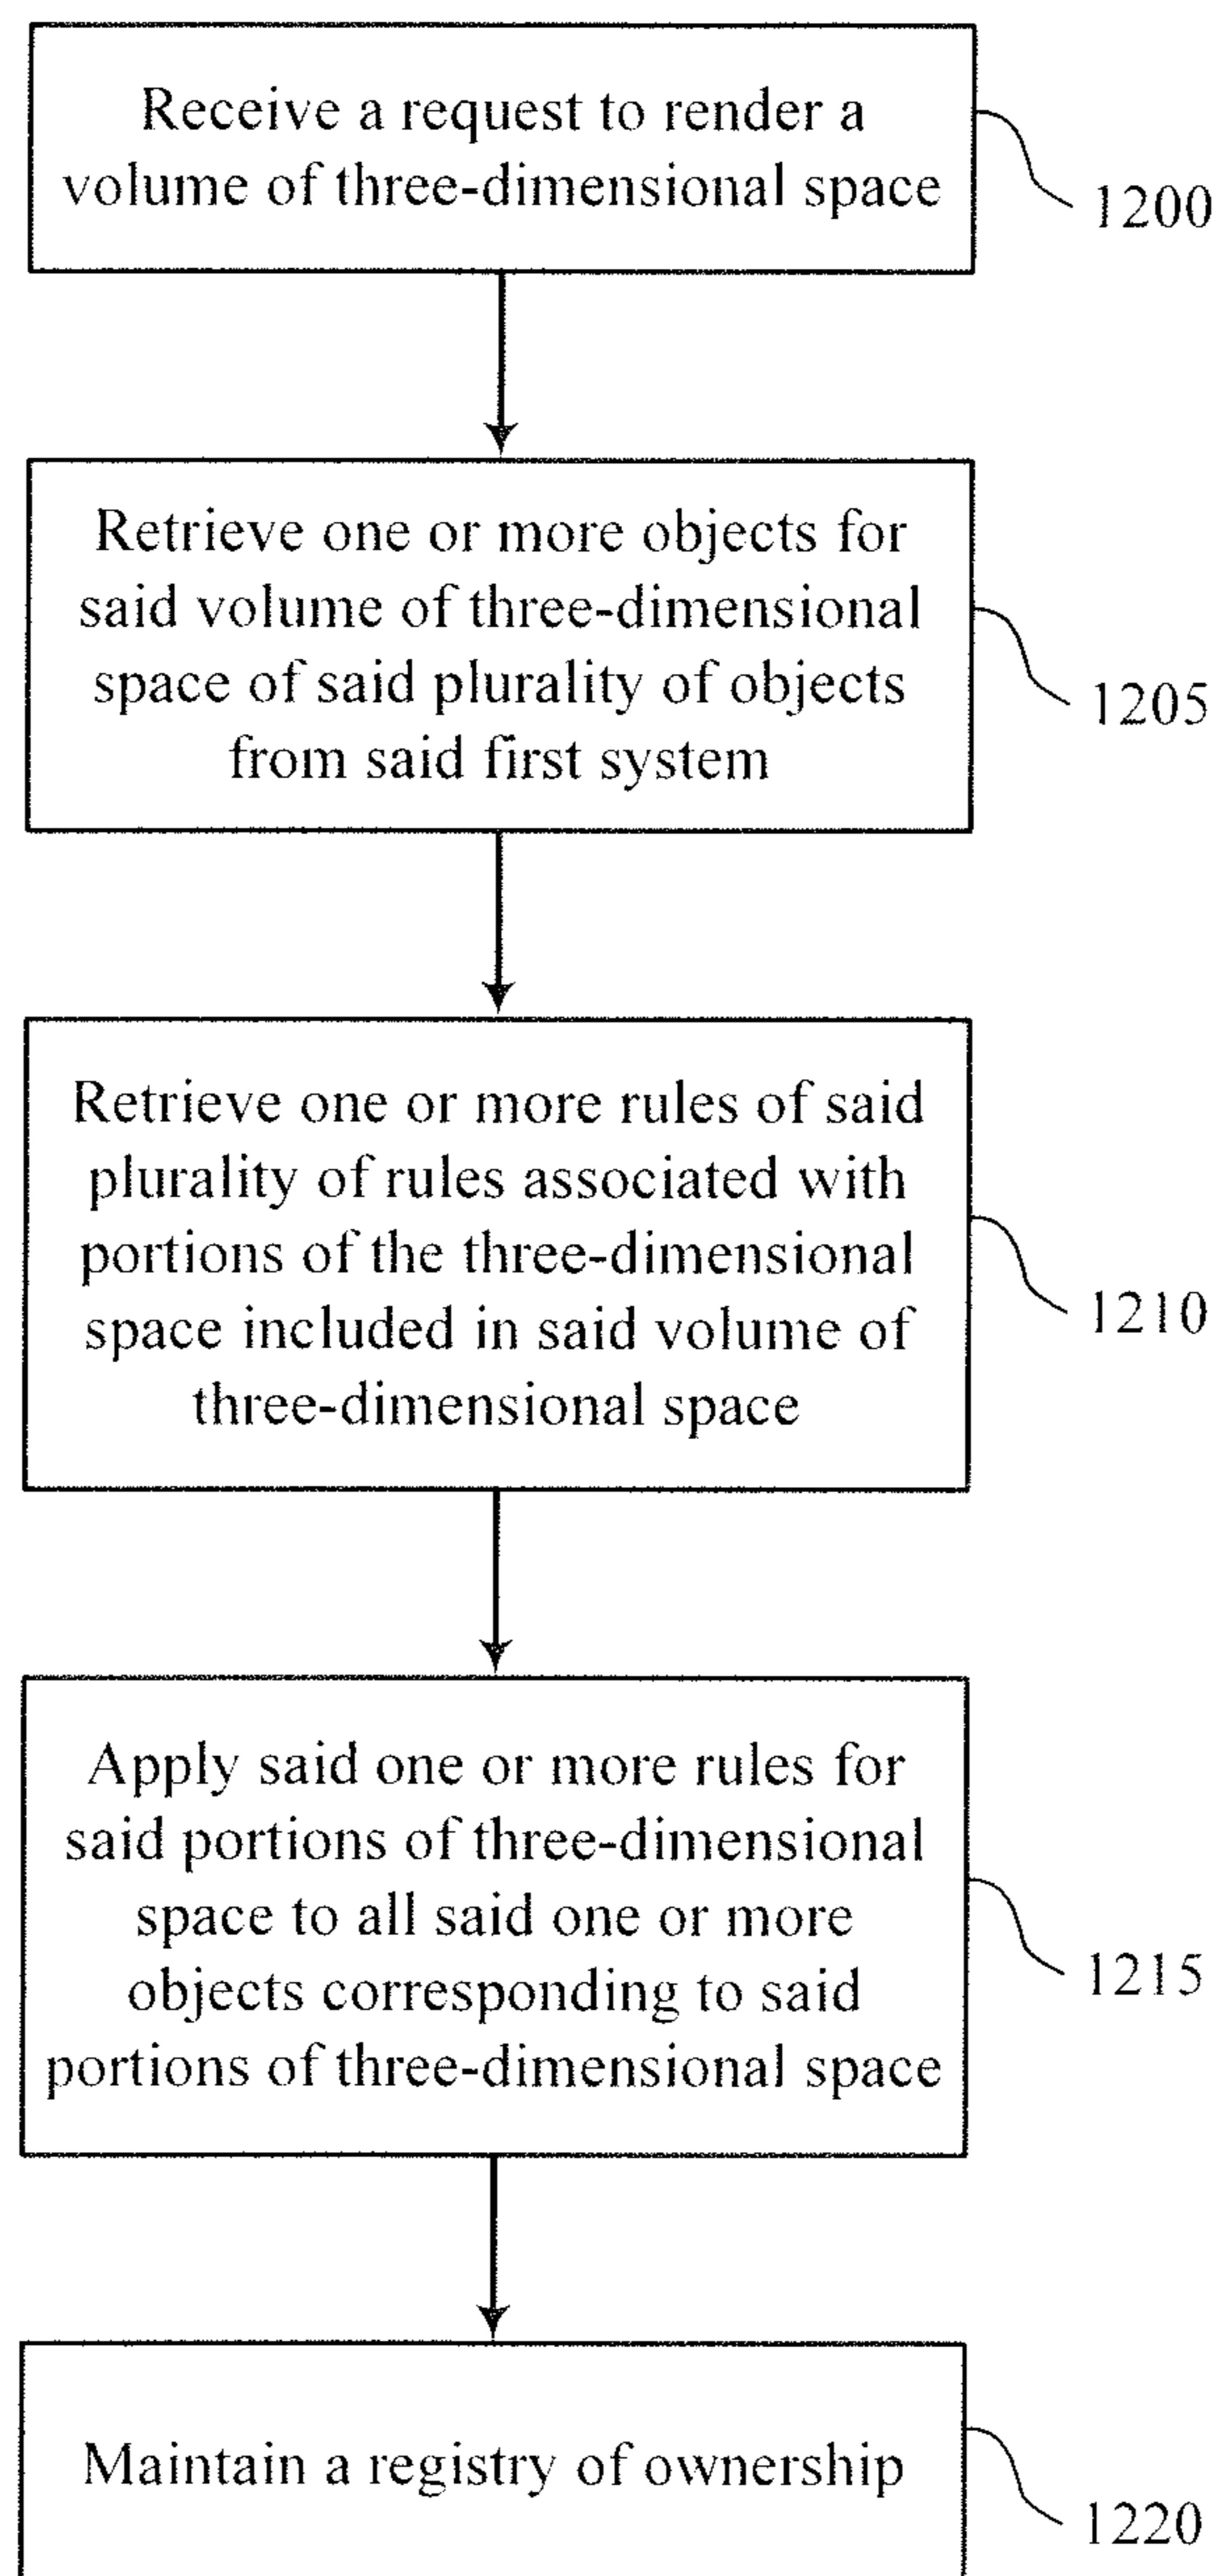 Receive a request to render a
volume of three-dimensional space
1200
Retrieve one or more objects for
said volume of three-dimensional
space of said plurality of objects
from said first system
1205
Retrieve one or more rules of said
plurality of rules associated with
portions of the three-dimensional
space included in said volume of
three-dimensional space
1210
Apply said one or more rules for
said portions of three-dimensional
space to all said one or more
objects corresponding to said
portions of three-dimensional space
1215
Maintain a registry of ownership
1220